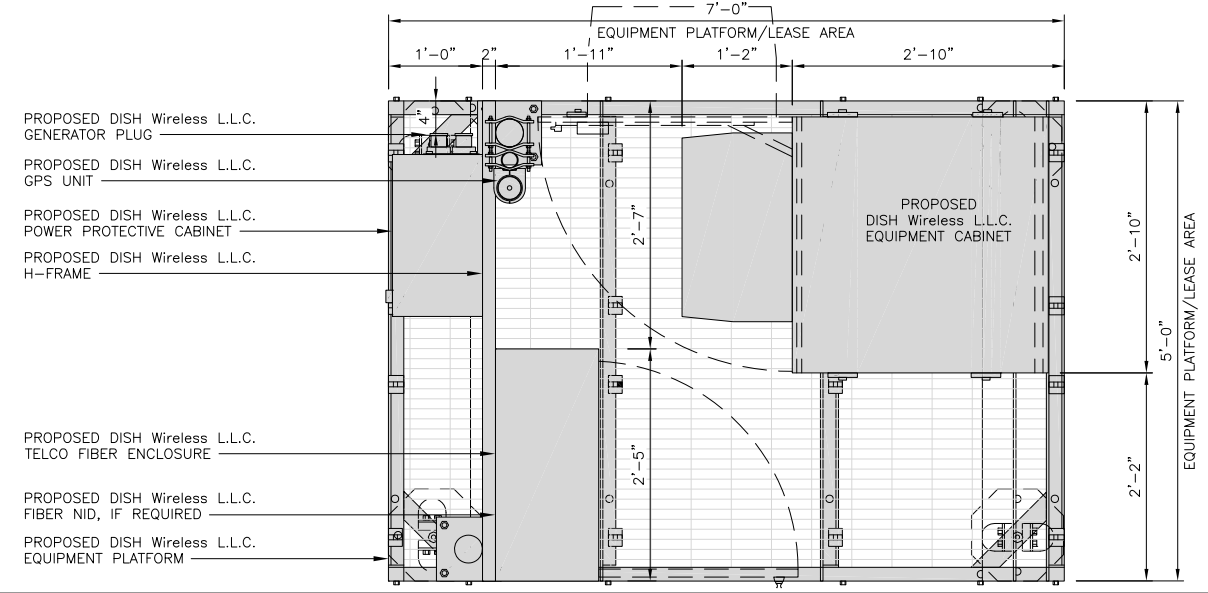 7'-0"
EQUIPMENT PLATFORM/LEASE AREA
1'-0"
2"
1'-11"
1'-2"
2'-10"
4"
PROPOSED DISH Wireless L.L.C.
GENERATOR PLUG
PROPOSED DISH Wireless L.L.C.
GPS UNIT
PROPOSED DISH Wireless L.L.C.
POWER PROTECTIVE CABINET
PROPOSED DISH Wireless L.L.C.
H-FRAME
PROPOSED DISH Wireless L.L.C.
TELCO FIBER ENCLOSURE
PROPOSED DISH Wireless L.L.C.
FIBER NID, IF REQUIRED
PROPOSED DISH Wireless L.L.C.
EQUIPMENT PLATFORM
2'-7"
2'-5"
PROPOSED
DISH Wireless L.L.C.
EQUIPMENT CABINET
2'-10"
2'-2"
5'-0"
EQUIPMENT PLATFORM/LEASE AREA